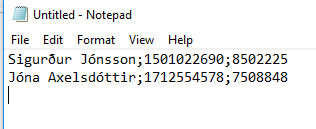 Untitled - Notepad
File Edit Format View Help
Sigurður Jónsson;1501022690;8502225
Jóna Axelsdóttir;1712554578;7508848